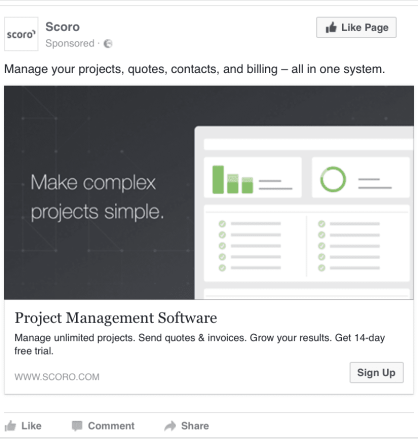 scoro
Scoro
Sponsored ·
Like Page
Manage your projects, quotes, contacts, and billing – all in one system.
Make complex
projects simple.
Project Management Software
Manage unlimited projects. Send quotes & invoices. Grow your results. Get 14-day
free trial.
WWW.SCORO.COM
Sign Up
Like
Comment
Share